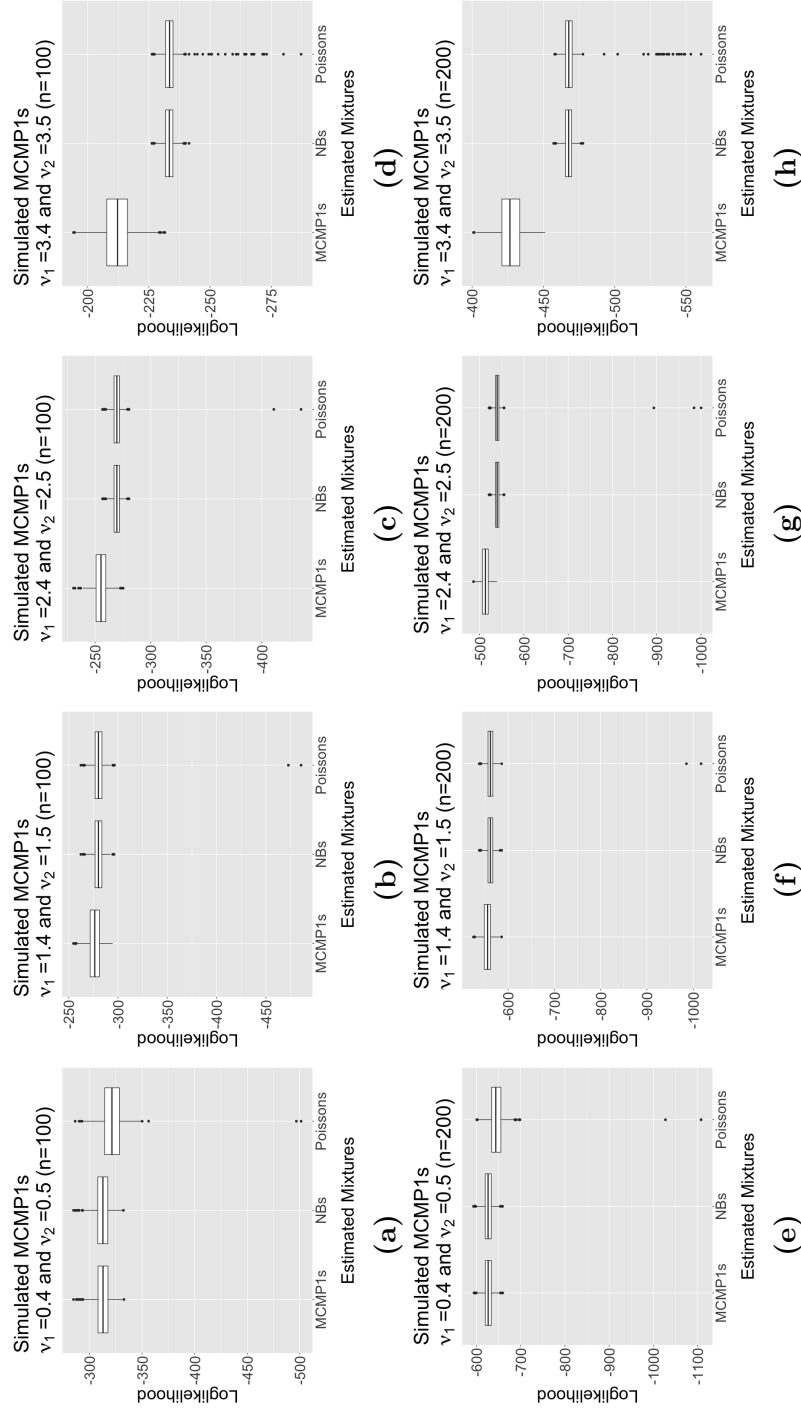 Simulated MCMP1s
ν1 =0.4 and ν2 =0.5 (n=100)
Loglikelihood
-300
-350
-400
-450
-500
MCMP1s NBs Poissons
Estimated Mixtures
(a)
Simulated MCMP1s
ν1 =1.4 and ν2 =1.5 (n=100)
Loglikelihood
-250
-300
-350
-400
-450
MCMP1s NBs Poissons
Estimated Mixtures
(b)
Simulated MCMP1s
ν1 =2.4 and ν2 =2.5 (n=100)
Loglikelihood
-250
-300
-350
-400
MCMP1s NBs Poissons
Estimated Mixtures
(c)
Simulated MCMP1s
ν1 =3.4 and ν2 =3.5 (n=100)
Loglikelihood
-200
-225
-250
-275
MCMP1s NBs Poissons
Estimated Mixtures
(d)
Simulated MCMP1s
ν1 =0.4 and ν2 =0.5 (n=200)
Loglikelihood
-600
-700
-800
-900
-1000
-1100
MCMP1s NBs Poissons
Estimated Mixtures
(e)
Simulated MCMP1s
ν1 =1.4 and ν2 =1.5 (n=200)
Loglikelihood
-600
-700
-800
-900
-1000
MCMP1s NBs Poissons
Estimated Mixtures
(f)
Simulated MCMP1s
ν1 =2.4 and ν2 =2.5 (n=200)
Loglikelihood
-500
-600
-700
-800
-900
-1000
MCMP1s NBs Poissons
Estimated Mixtures
(g)
Simulated MCMP1s
ν1 =3.4 and ν2 =3.5 (n=200)
Loglikelihood
-400
-450
-500
-550
MCMP1s NBs Poissons
Estimated Mixtures
(h)